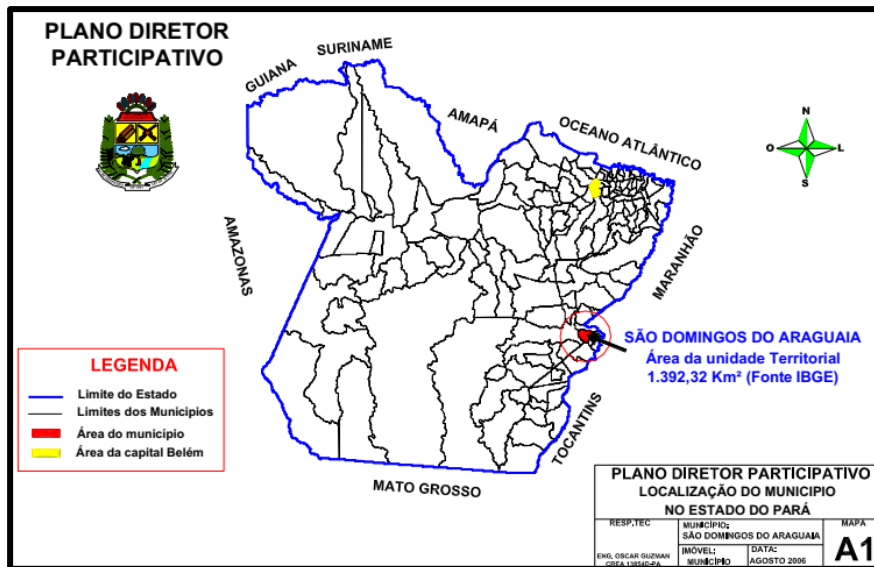 PLANO DIRETOR
PARTICIPATIVO
GUIANA
SURINAME
AMAPÁ
OCEANO ATLÂNTICO
AMAZONAS
MARANHÃO
TOCANTINS
MATO GROSSO
N
O
L
S
SÃO DOMINGOS DO ARAGUAIA
Área da unidade Territorial
1.392,32 Km² (Fonte IBGE)
LEGENDA
Limite do Estado
Limites dos Municipios
Área do município
Área da capital Belém
PLANO DIRETOR PARTICIPATIVO
LOCALIZAÇÃO DO MUNICIPIO
NO ESTADO DO PARÁ
RESP.TEC
ENG. OSCAR GUZMAN
CREA 13854D-PA
MUNICÍPIO:
SÃO DOMINGOS DO ARAGUAIA
IMÓVEL:
MUNICÍPIO
DATA:
AGOSTO 2006
MAPA
A1